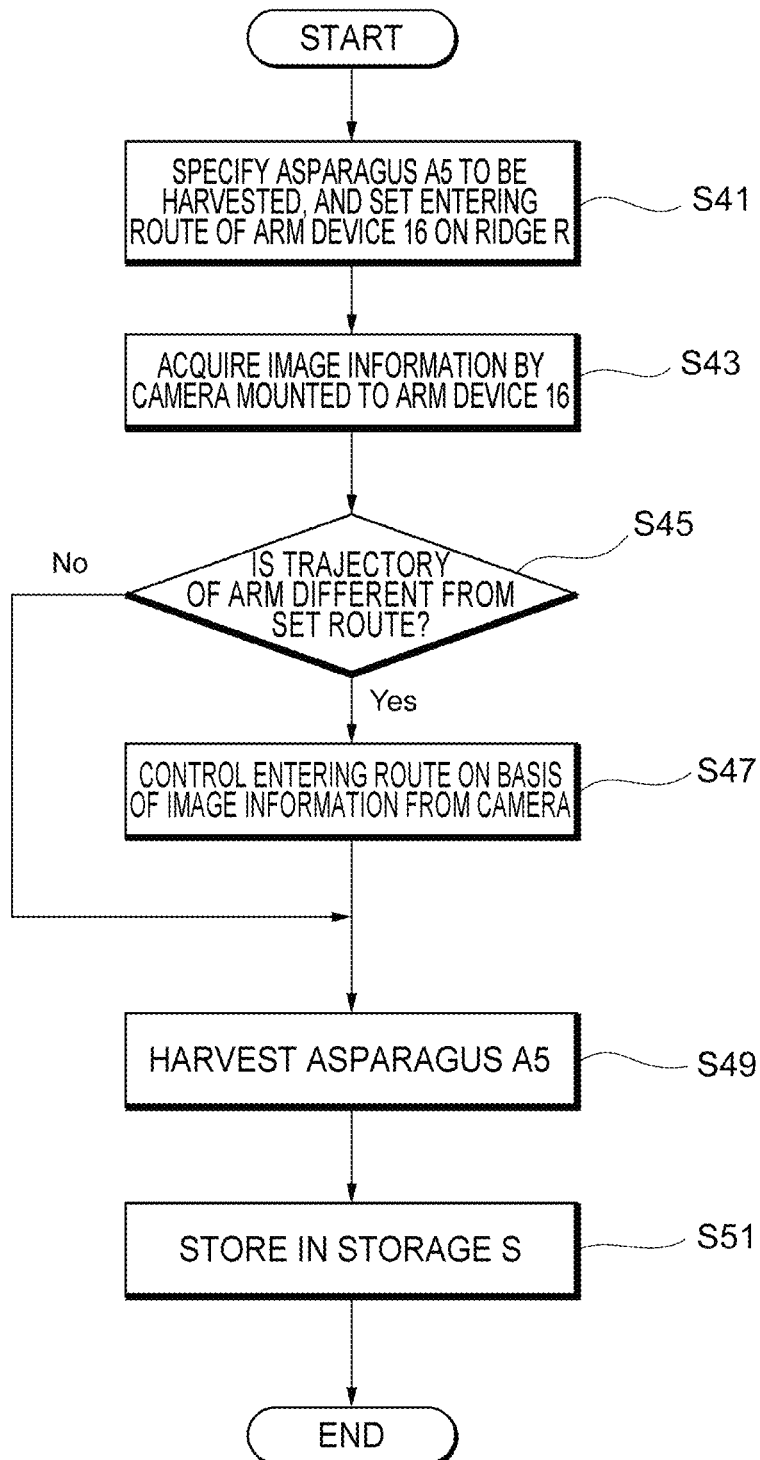 START
SPECIFY ASPARAGUS A5 TO BE
HARVESTED, AND SET ENTERING
ROUTE OF ARM DEVICE 16 ON RIDGE R
S41
ACQUIRE IMAGE INFORMATION BY
CAMERA MOUNTED TO ARM DEVICE 16
S43
IS TRAJECTORY
OF ARM DIFFERENT FROM
SET ROUTE?
S45
No
Yes
CONTROL ENTERING ROUTE ON BASIS
OF IMAGE INFORMATION FROM CAMERA
S47
HARVEST ASPARAGUS A5
S49
STORE IN STORAGE S
S51
END